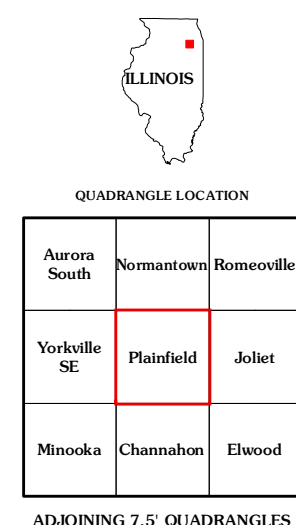 ILLINOIS
QUADRANGLE LOCATION
Aurora
South
Normantown
Romeoville
Yorkville
SE
Plainfield
Joliet
Minooka
Channahon
Elwood
ADJOINING 7.5' QUADRANGLES